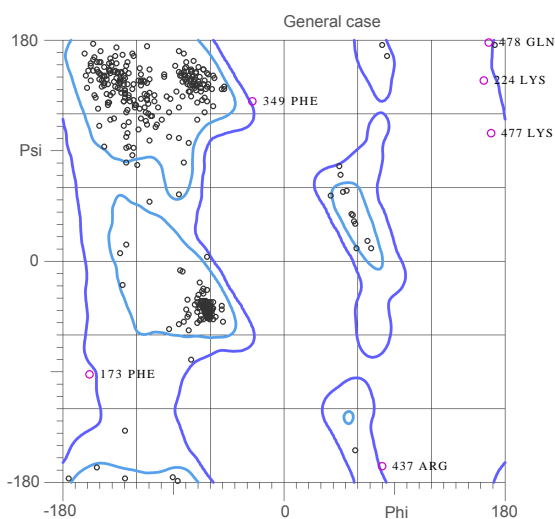 General case
180
478 GLN
224 LYS
349 PHE
477 LYS
Psi
0
173 PHE
437 ARG
-180
-180
0
Phi
180